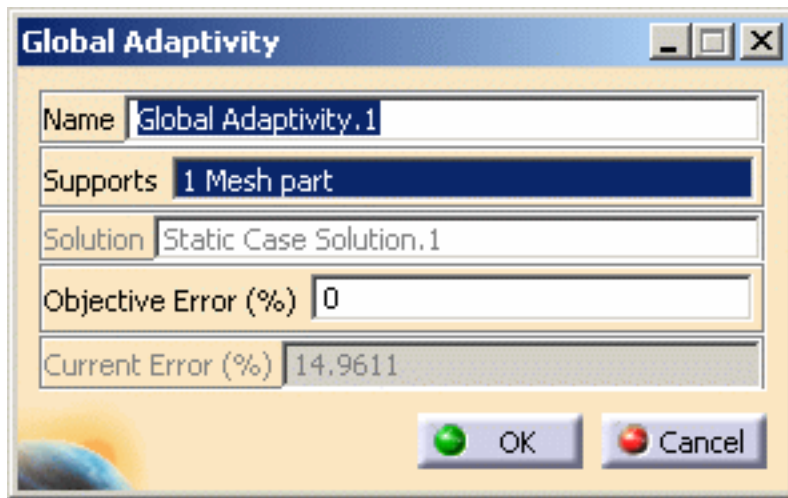 Global Adaptivity
Name Global Adaptivity.1
Supports 1 Mesh part
Solution Static Case Solution.1
Objective Error (%) 0
Current Error (%) 14.9611
OK Cancel